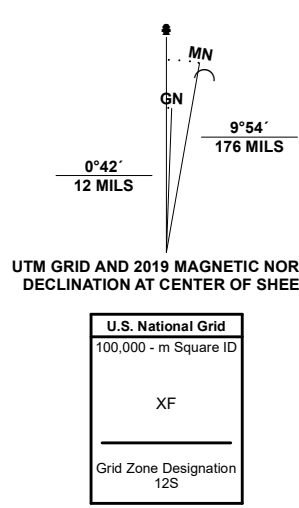 MN
GN
9°54´
176 MILS
0°42´
12 MILS
UTM GRID AND 2019 MAGNETIC NOR
DECLINATION AT CENTER OF SHEE
U.S. National Grid
100,000 - m Square ID
XF
Grid Zone Designation
12S